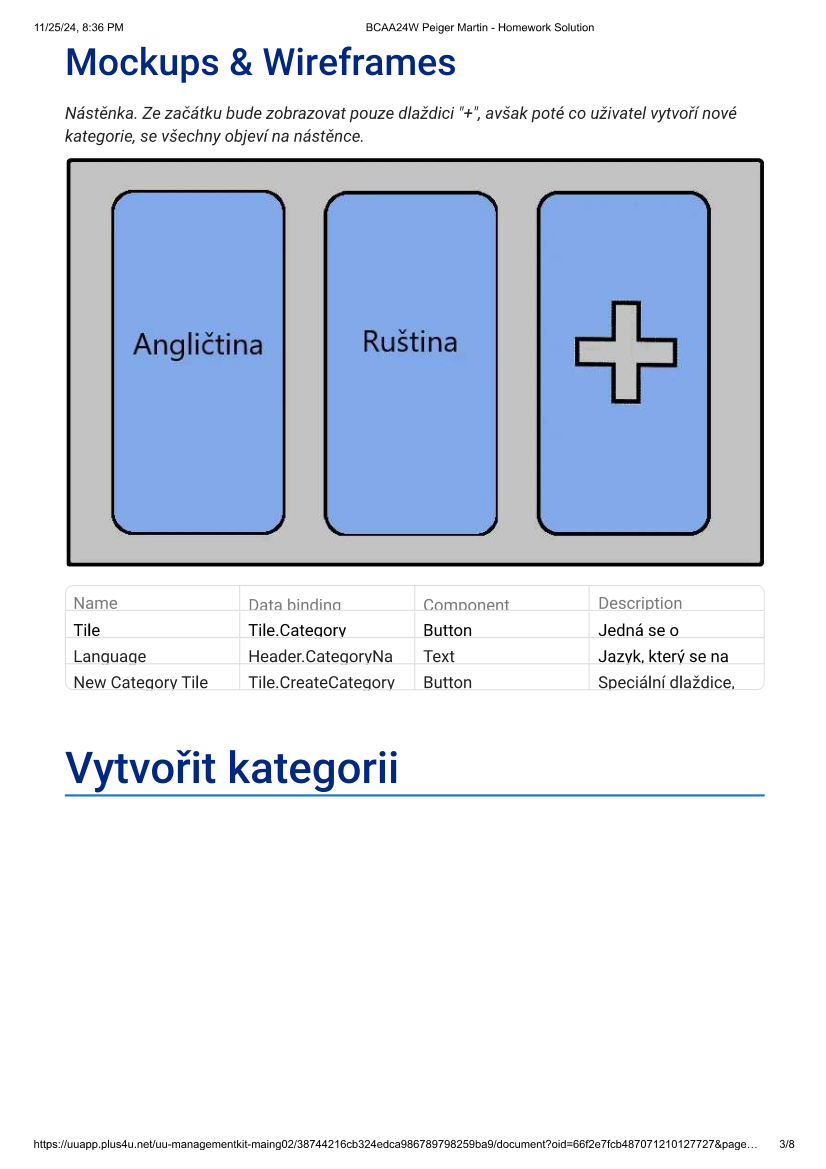 11/25/24, 8:36 PM BCAA24W Peiger Martin - Homework Solution
Mockups & Wireframes
Nástěnka. Ze začátku bude zobrazovat pouze dlaždici "+", avšak poté co uživatel vytvoří nové
kategorie, se všechny objeví na nástěnce.
Angličtina Ruština
Name Data binding Component Description
Tile Tile.Category Button Jedná se o
Language Header.CategoryNa Text Jazyk, který se na
New Category Tile Tile.CreateCategory Button Speciální dlaždice,
Vytvořit kategorii
https://uuapp.plus4u.net/uu-managementkit-maing02/38744216cb324edca986789798259ba9/document?oid=66f2e7fcb487071210127727&page… 3/8